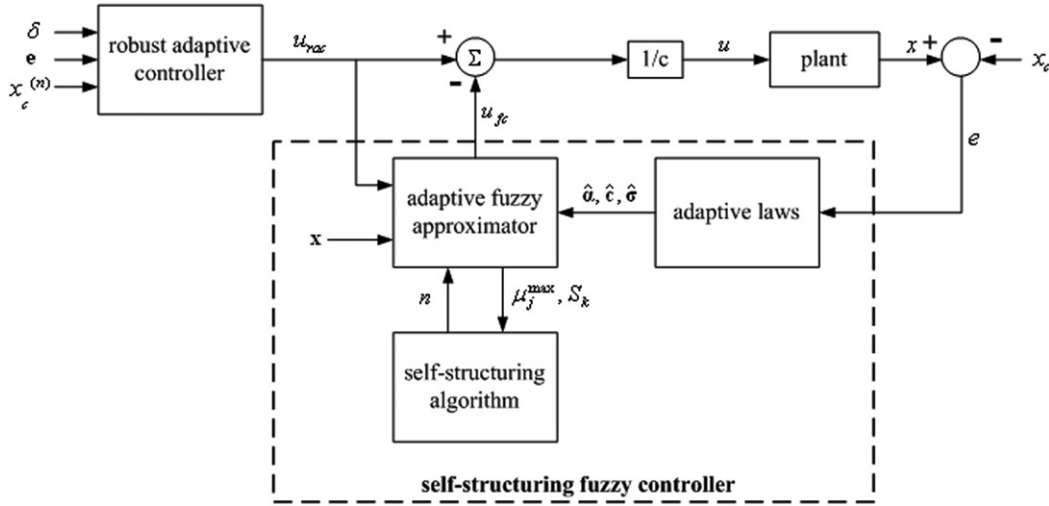 δ
e
x_c^(n)
robust adaptive
controller
u_rac
+
Σ
-
u_fc
1/c
u
plant
x
+
-
x_c
e
adaptive fuzzy
approximator
x
α̂, ĉ, σ̂
adaptive laws
n
μ_j^max, S_k
self-structuring
algorithm
self-structuring fuzzy controller